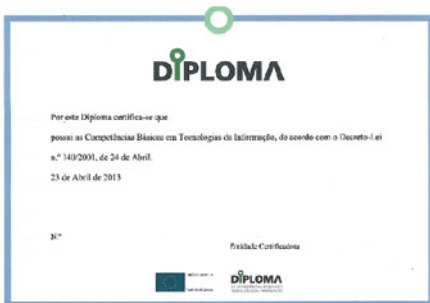 DIPLOMA
Por este Diploma certifica-se que
possui as Competências Básicas em Tecnologias da Informação, de acordo com o Decreto-Lei
n.º 140/2001, de 24 de Abril.
23 de Abril de 2013
N.º
Entidade Certificadora
DIPLOMA